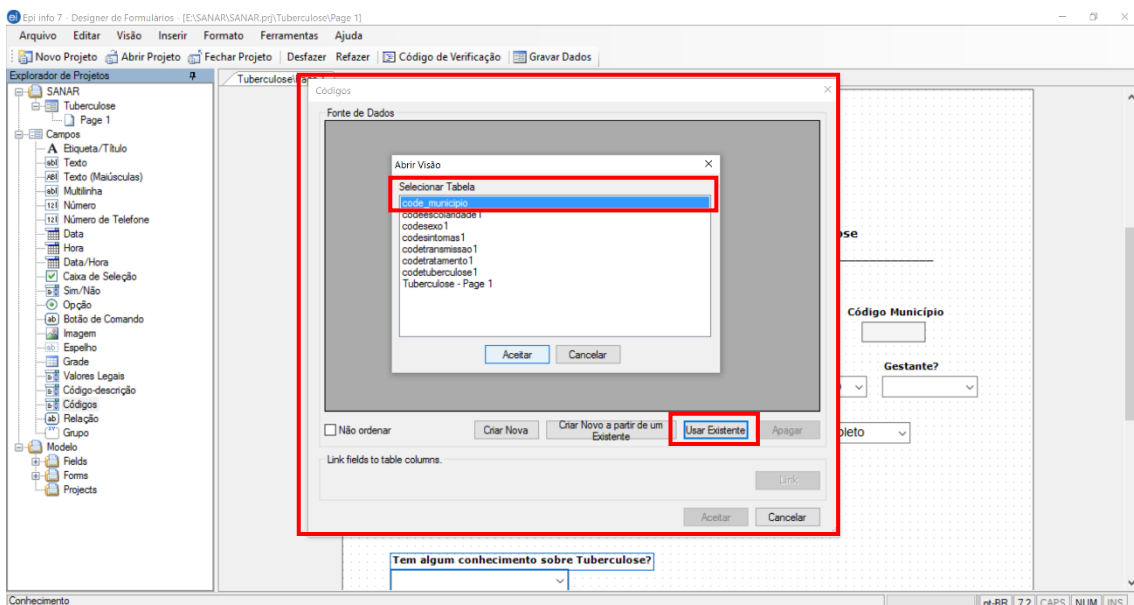 Epi info 7 - Designer de Formulários - [E:\SANAR\SANAR.prj\Tuberculose\Page 1]
Arquivo Editar Visão Inserir Formato Ferramentas Ajuda
Novo Projeto Abrir Projeto Fechar Projeto Desfazer Refazer Código de Verificação Gravar Dados
Explorador de Projetos
SANAR
Tuberculose
Page 1
Campos
Etiqueta/Título
Texto
Texto (Maiúsculas)
Multilinha
Número
Número de Telefone
Data
Hora
Data/Hora
Caixa de Seleção
Sim/Não
Opção
Botão de Comando
Imagem
Espelho
Grade
Valores Legais
Código-descrição
Códigos
Relação
Grupo
Modelo
Fields
Forms
Projects
Códigos
Fonte de Dados
Abrir Visão
Selecionar Tabela
code_municipio
codeescolaridade1
codesexo1
codesintomas1
codetransmissao1
codetratamento1
codetuberculose1
Tuberculose - Page 1
Aceitar Cancelar
Não ordenar
Criar Nova
Criar Novo a partir de um Existente
Usar Existente
Apagar
Link fields to table columns.
Link
Aceitar Cancelar
Código Município
Gestante?
Tem algum conhecimento sobre Tuberculose?
Conhecimento
pt-BR 7.2 CAPS NUM INS